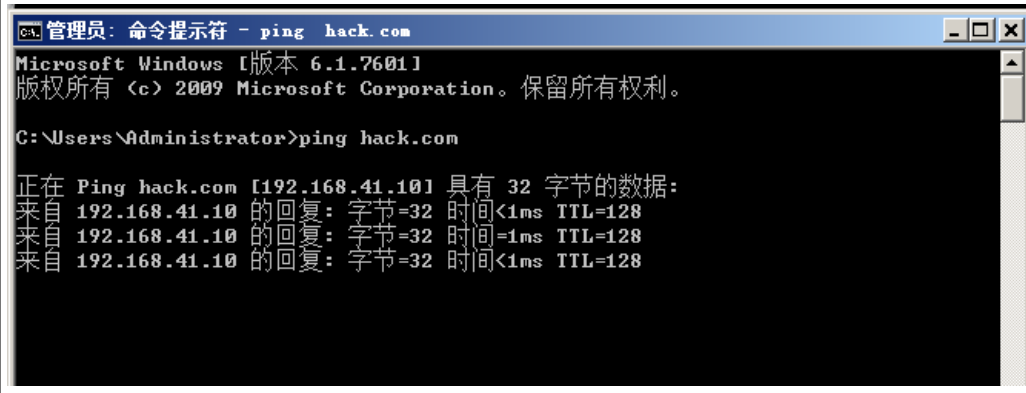 管理员: 命令提示符 - ping  hack.com
Microsoft Windows [版本 6.1.7601]
版权所有 (c) 2009 Microsoft Corporation。保留所有权利。
C:\Users\Administrator>ping hack.com
正在 Ping hack.com [192.168.41.10] 具有 32 字节的数据:
来自 192.168.41.10 的回复: 字节=32 时间<1ms TTL=128
来自 192.168.41.10 的回复: 字节=32 时间=1ms TTL=128
来自 192.168.41.10 的回复: 字节=32 时间<1ms TTL=128